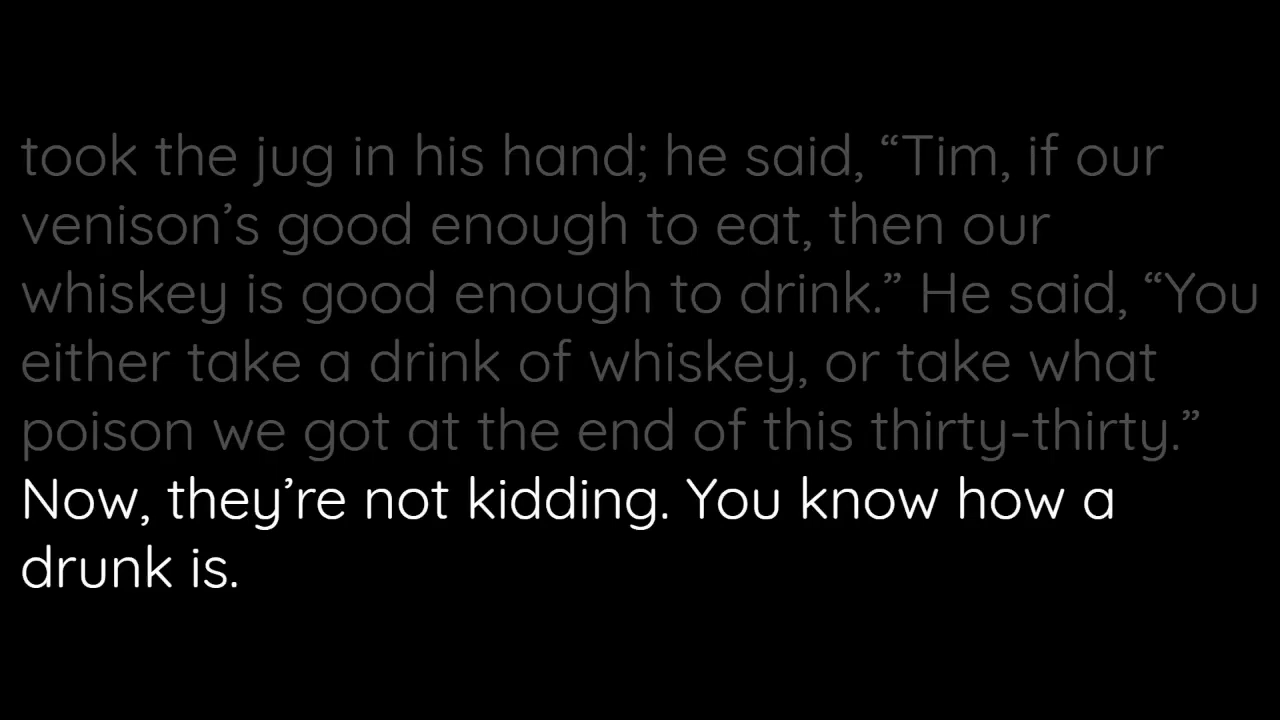 took the jug in his hand; he said, “Tim, if our
venison’s good enough to eat, then our
whiskey is good enough to drink.” He said, “You
either take a drink of whiskey, or take what
poison we got at the end of this thirty-thirty.”
Now, they’re not kidding. You know how a
drunk is.